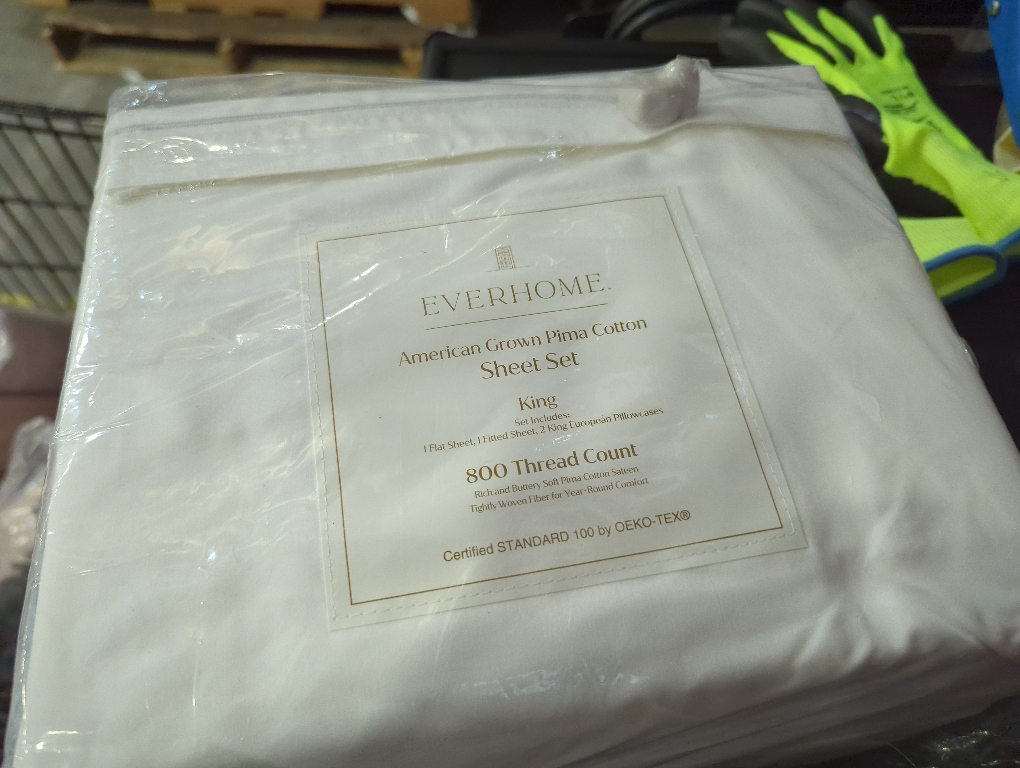 EVERHOME.
American Grown Pima Cotton
Sheet Set
King
Set Includes:
1 Flat Sheet, 1 Fitted Sheet, 2 King European Pillowcases
800 Thread Count
Rich and Buttery Soft Pima Cotton Sateen
Tightly Woven Fiber for Year-Round Comfort
Certified STANDARD 100 by OEKO-TEX®